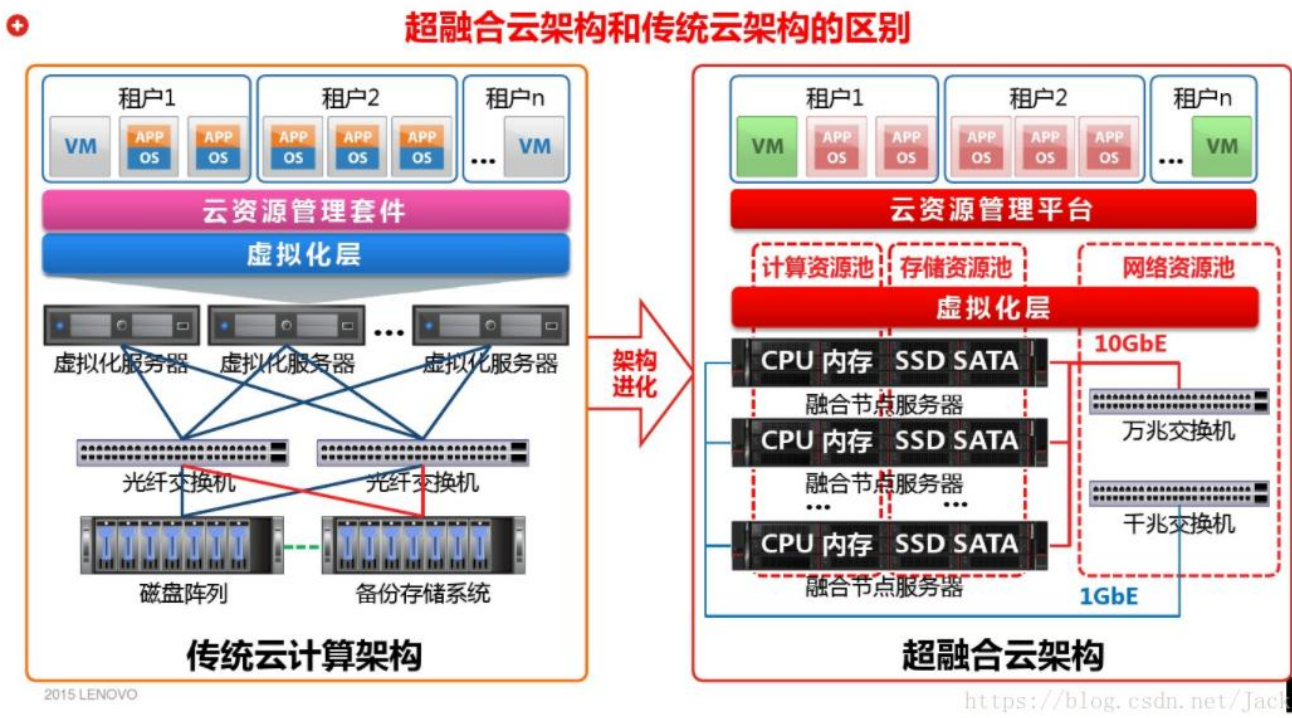 超融合云架构和传统云架构的区别
租户1 租户2 租户n
VM APP OS APP OS APP OS APP OS APP OS ... VM
云资源管理套件
虚拟化层
...
虚拟化服务器 虚拟化服务器 虚拟化服务器
光纤交换机 光纤交换机
磁盘阵列 备份存储系统
传统云计算架构
架构
进化
租户1 租户2 租户n
VM APP OS APP OS APP OS APP OS APP OS ... VM
云资源管理平台
计算资源池 存储资源池 网络资源池
虚拟化层
CPU 内存 SSD SATA 10GbE
融合节点服务器
万兆交换机
CPU 内存 SSD SATA
融合节点服务器
... ...
千兆交换机
CPU 内存 SSD SATA
融合节点服务器
1GbE
超融合云架构
2015 LENOVO
https://blog.csdn.net/Jack